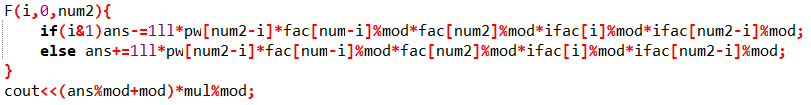 F(i,0,num2){
if(i&1)ans-=1ll*pw[num2-i]*fac[num-i]%mod*fac[num2]%mod*ifac[i]%mod*ifac[num2-i]%mod;
else ans+=1ll*pw[num2-i]*fac[num-i]%mod*fac[num2]%mod*ifac[i]%mod*ifac[num2-i]%mod;
}
cout<<(ans%mod+mod)*mul%mod;